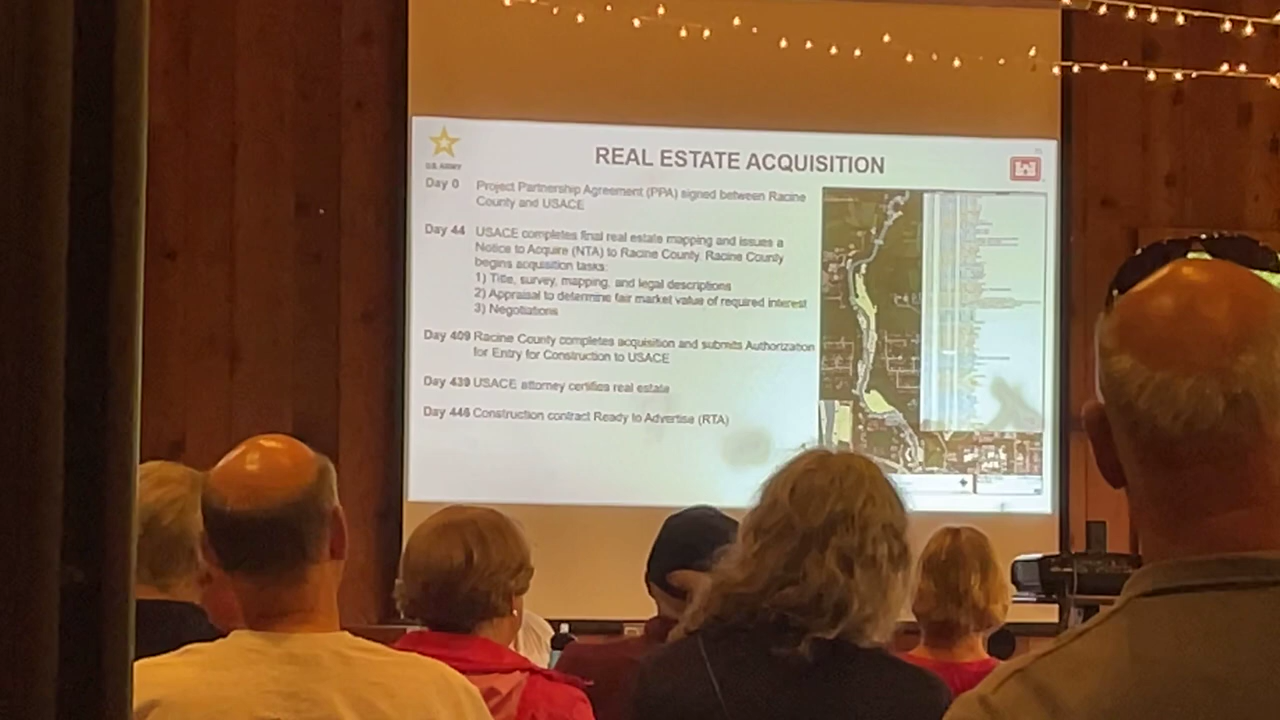 REAL ESTATE ACQUISITION
U.S. ARMY
Day 0 Project Partnership Agreement (PPA) signed between Racine
County and USACE
Day 44 USACE completes final real estate mapping and issues a
Notice to Acquire (NTA) to Racine County. Racine County
begins acquisition tasks:
1) Title, survey, mapping, and legal descriptions
2) Appraisal to determine fair market value of required interest
3) Negotiations
Day 409 Racine County completes acquisition and submits Authorization
for Entry for Construction to USACE
Day 439 USACE attorney certifies real estate
Day 446 Construction contract Ready to Advertise (RTA)